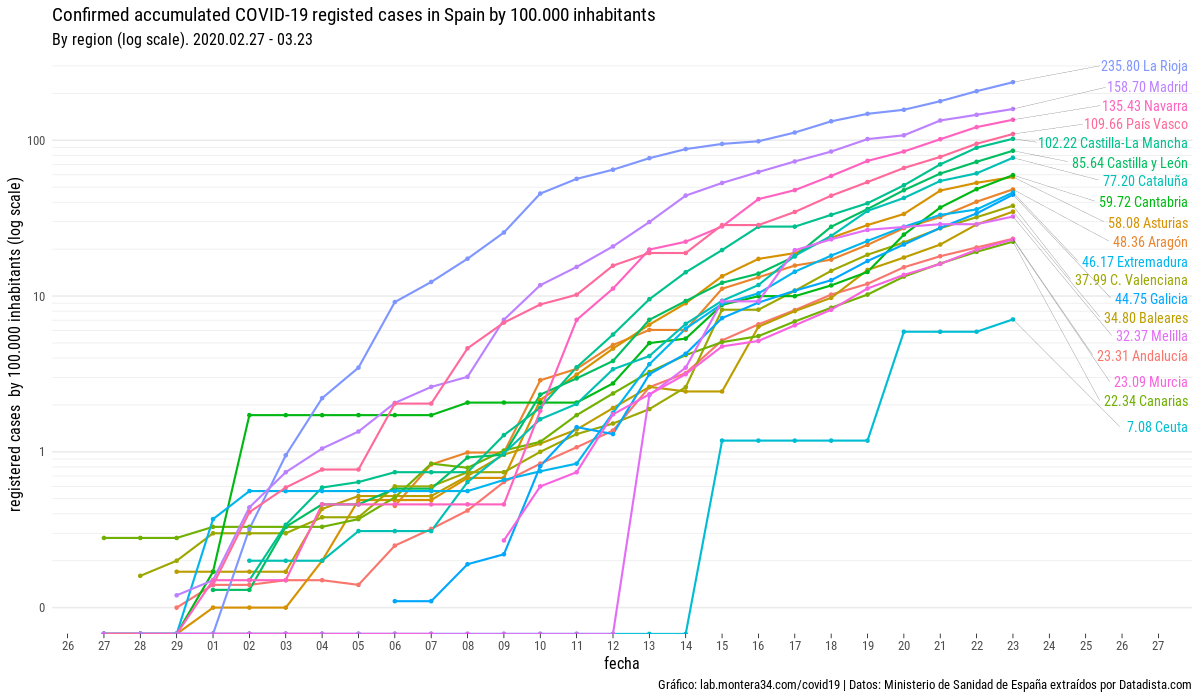 Confirmed accumulated COVID-19 registed cases in Spain by 100.000 inhabitants
By region (log scale). 2020.02.27 - 03.23
registered cases by 100.000 inhabitants (log scale)
100
10
1
0
235.80 La Rioja
158.70 Madrid
135.43 Navarra
109.66 País Vasco
102.22 Castilla-La Mancha
85.64 Castilla y León
77.20 Cataluña
59.72 Cantabria
58.08 Asturias
48.36 Aragón
46.17 Extremadura
37.99 C. Valenciana
44.75 Galicia
34.80 Baleares
32.37 Melilla
23.31 Andalucía
23.09 Murcia
22.34 Canarias
7.08 Ceuta
26 27 28 29 01 02 03 04 05 06 07 08 09 10 11 12 13 14 15 16 17 18 19 20 21 22 23 24 25 26 27
fecha
Gráfico: lab.montera34.com/covid19 | Datos: Ministerio de Sanidad de España extraídos por Datadista.com